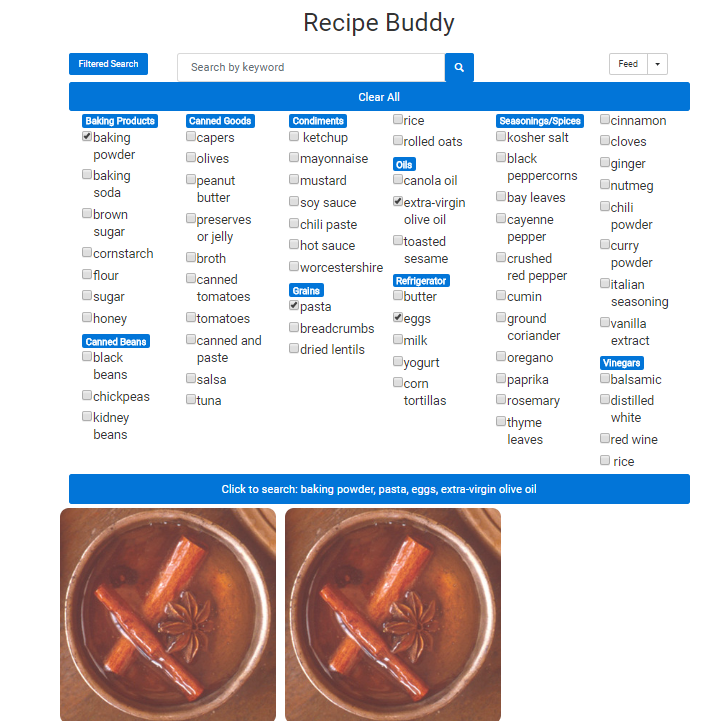 Recipe Buddy
Filtered Search
Search by keyword
Feed
Clear All
Baking Products
baking
powder
baking
soda
brown
sugar
cornstarch
flour
sugar
honey
Canned Beans
black
beans
chickpeas
kidney
beans
Canned Goods
capers
olives
peanut
butter
preserves
or jelly
broth
canned
tomatoes
tomatoes
canned and
paste
salsa
tuna
Condiments
ketchup
mayonnaise
mustard
soy sauce
chili paste
hot sauce
worcestershire
Grains
pasta
breadcrumbs
dried lentils
rice
rolled oats
Oils
canola oil
extra-virgin
olive oil
toasted
sesame
Refrigerator
butter
eggs
milk
yogurt
corn
tortillas
Seasonings/Spices
kosher salt
black
peppercorns
bay leaves
cayenne
pepper
crushed
red pepper
cumin
ground
coriander
oregano
paprika
rosemary
thyme
leaves
cinnamon
cloves
ginger
nutmeg
chili
powder
curry
powder
italian
seasoning
vanilla
extract
Vinegars
balsamic
distilled
white
red wine
rice
Click to search: baking powder, pasta, eggs, extra-virgin olive oil